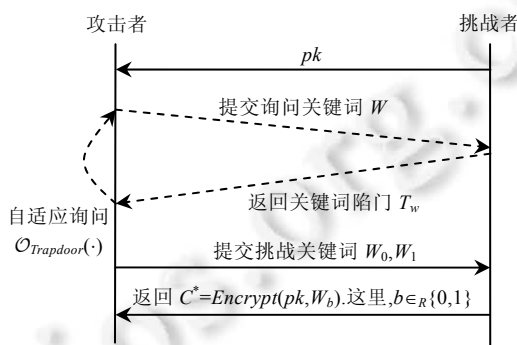 攻击者 挑战者
pk
提交询问关键词 W
返回关键词陷门 T_w
自适应询问
𝒪_Trapdoor(·)
提交挑战关键词 W_0,W_1
返回 C^*=Encrypt(pk,W_b).这里,b∈_R{0,1}